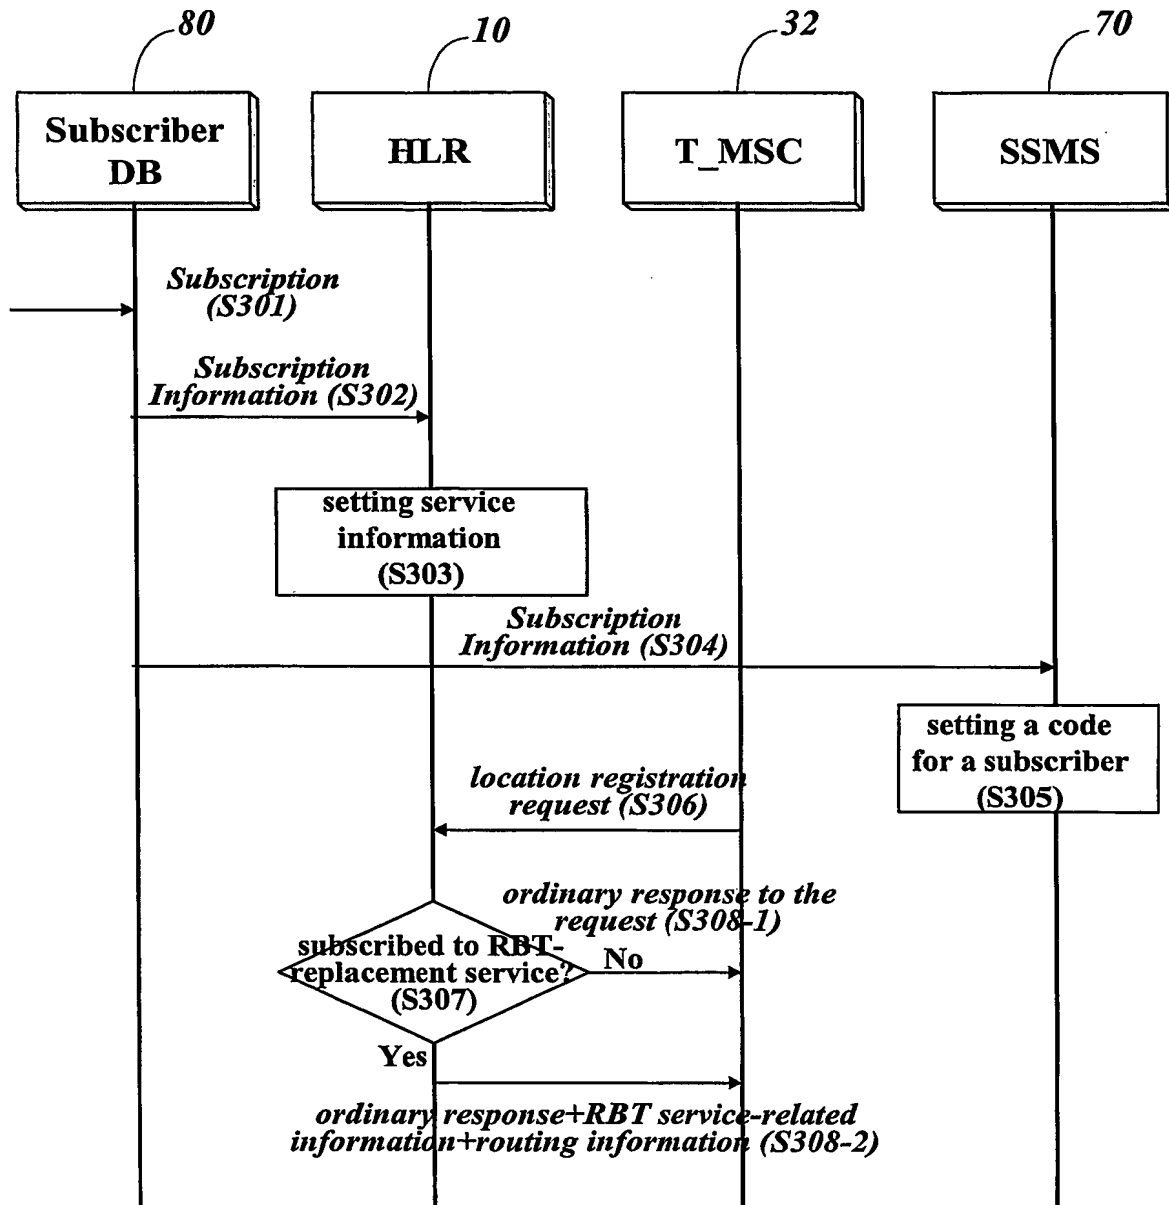 80
10
32
70
Subscriber
DB
HLR
T_MSC
SSMS
Subscription
(S301)
Subscription
Information (S302)
setting service
information
(S303)
Subscription
Information (S304)
setting a code
for a subscriber
(S305)
location registration
request (S306)
ordinary response to the
request (S308-1)
subscribed to RBT-
replacement service?
(S307)
No
Yes
ordinary response+RBT service-related
information+routing information (S308-2)